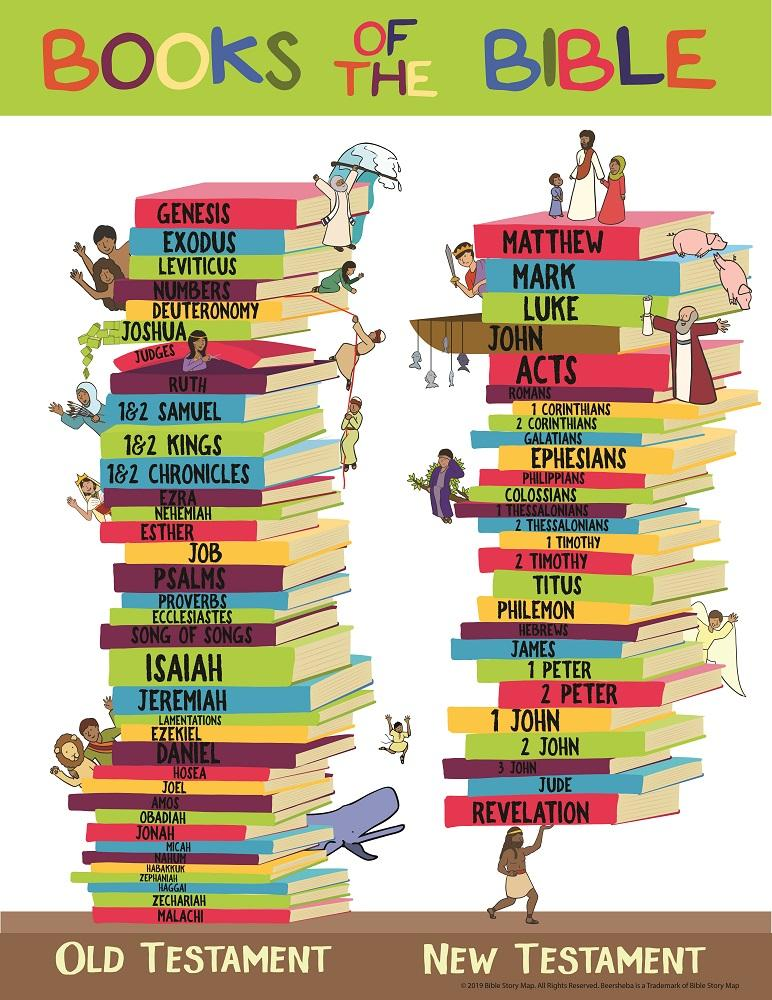 BOOKS OF THE BIBLE
GENESIS
EXODUS
LEVITICUS
NUMBERS
DEUTERONOMY
JOSHUA
JUDGES
RUTH
1&2 SAMUEL
1&2 KINGS
1&2 CHRONICLES
EZRA
NEHEMIAH
ESTHER
JOB
PSALMS
PROVERBS
ECCLESIASTES
SONG OF SONGS
ISAIAH
JEREMIAH
LAMENTATIONS
EZEKIEL
DANIEL
HOSEA
JOEL
AMOS
OBADIAH
JONAH
MICAH
NAHUM
HABAKKUK
ZEPHANIAH
HAGGAI
ZECHARIAH
MALACHI
OLD TESTAMENT
MATTHEW
MARK
LUKE
JOHN
ACTS
ROMANS
1 CORINTHIANS
2 CORINTHIANS
GALATIANS
EPHESIANS
PHILIPPIANS
COLOSSIANS
1 THESSALONIANS
2 THESSALONIANS
1 TIMOTHY
2 TIMOTHY
TITUS
PHILEMON
HEBREWS
JAMES
1 PETER
2 PETER
1 JOHN
2 JOHN
3 JOHN
JUDE
REVELATION
NEW TESTAMENT
© 2019 Bible Story Map. All Rights Reserved. Beersheba is a Trademark of Bible Story Map